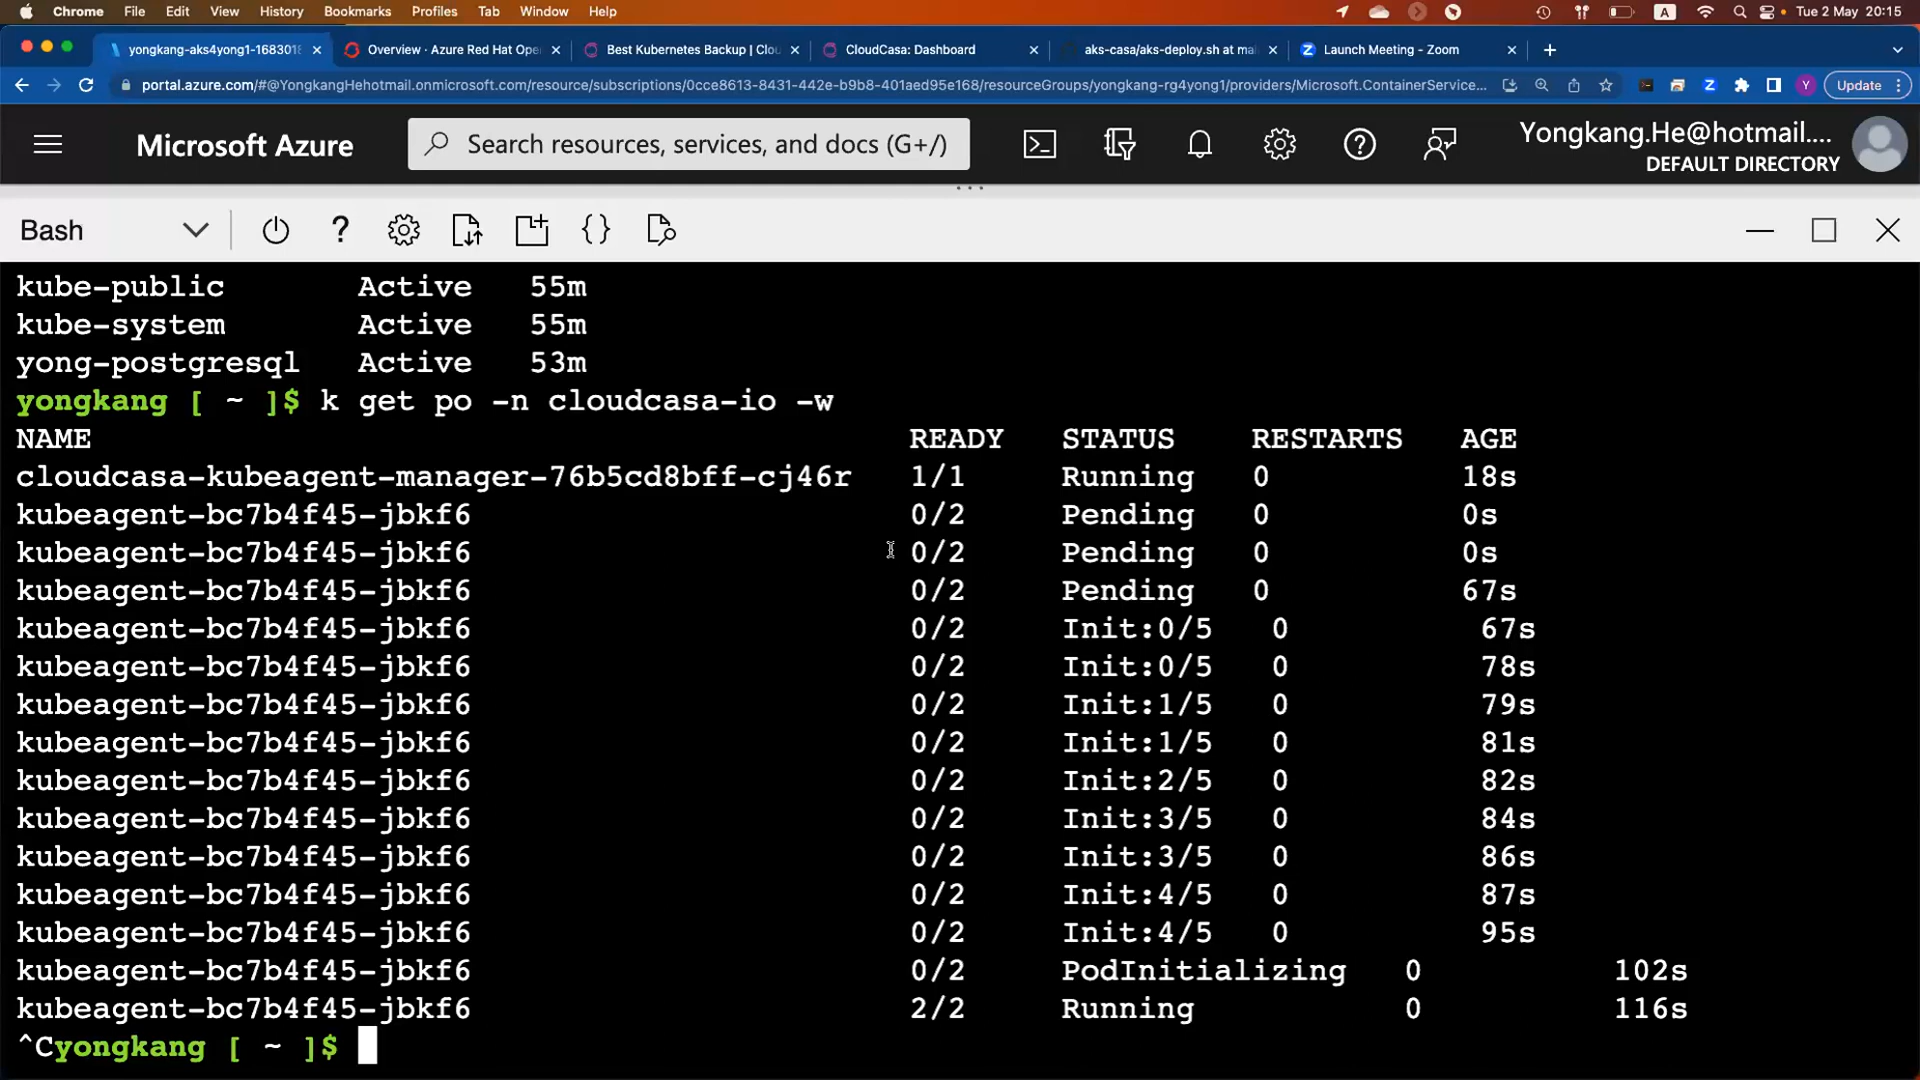 Chrome File Edit View History Bookmarks Profiles Tab Window Help A Tue 2 May 20:15
yongkang-aks4yong1-1683018 Overview · Azure Red Hat Ope Best Kubernetes Backup | Clou CloudCasa: Dashboard aks-casa/aks-deploy.sh at mai Launch Meeting - Zoom
portal.azure.com/#@YongkangHehotmail.onmicrosoft.com/resource/subscriptions/0cce8613-8431-442e-b9b8-401aed95e168/resourceGroups/yongkang-rg4yong1/providers/Microsoft.ContainerService... Y Update
Microsoft Azure Search resources, services, and docs (G+/) Yongkang.He@hotmail....
DEFAULT DIRECTORY
Bash
kube-public Active 55m
kube-system Active 55m
yong-postgresql Active 53m
yongkang [ ~ ]$ k get po -n cloudcasa-io -w
NAME READY STATUS RESTARTS AGE
cloudcasa-kubeagent-manager-76b5cd8bff-cj46r 1/1 Running 0 18s
kubeagent-bc7b4f45-jbkf6 0/2 Pending 0 0s
kubeagent-bc7b4f45-jbkf6 0/2 Pending 0 0s
kubeagent-bc7b4f45-jbkf6 0/2 Pending 0 67s
kubeagent-bc7b4f45-jbkf6 0/2 Init:0/5 0 67s
kubeagent-bc7b4f45-jbkf6 0/2 Init:0/5 0 78s
kubeagent-bc7b4f45-jbkf6 0/2 Init:1/5 0 79s
kubeagent-bc7b4f45-jbkf6 0/2 Init:1/5 0 81s
kubeagent-bc7b4f45-jbkf6 0/2 Init:2/5 0 82s
kubeagent-bc7b4f45-jbkf6 0/2 Init:3/5 0 84s
kubeagent-bc7b4f45-jbkf6 0/2 Init:3/5 0 86s
kubeagent-bc7b4f45-jbkf6 0/2 Init:4/5 0 87s
kubeagent-bc7b4f45-jbkf6 0/2 Init:4/5 0 95s
kubeagent-bc7b4f45-jbkf6 0/2 PodInitializing 0 102s
kubeagent-bc7b4f45-jbkf6 2/2 Running 0 116s
^Cyongkang [ ~ ]$